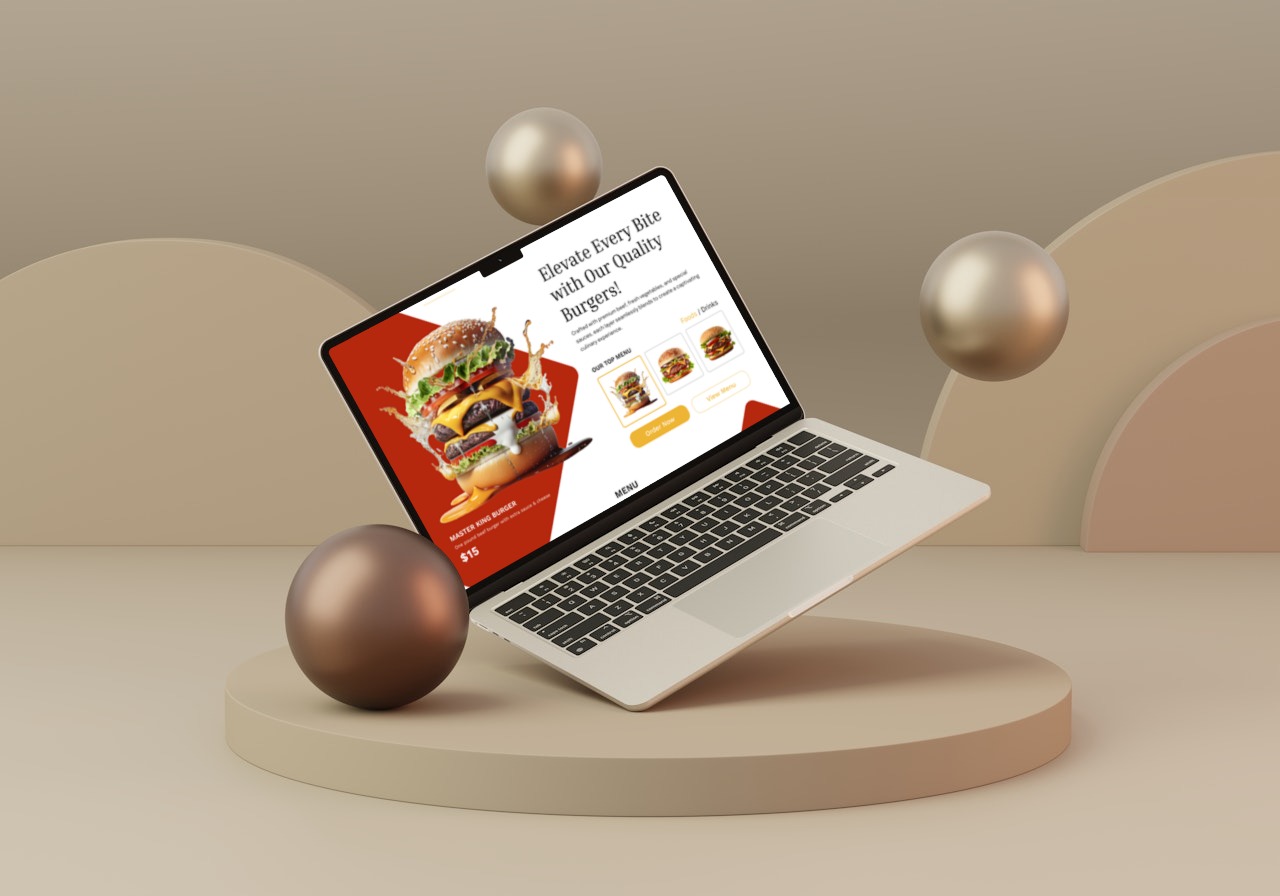 Elevate Every Bite
with Our Quality
Burgers!
Crafted with premium beef, fresh vegetables, and special
sauces, each layer seamlessly blends to create a captivating
culinary experience.
Foods / Drinks
OUR TOP MENU
Order Now
View Menu
MASTER KING BURGER
One pound beef burger with extra sauce & cheese
$15
MENU